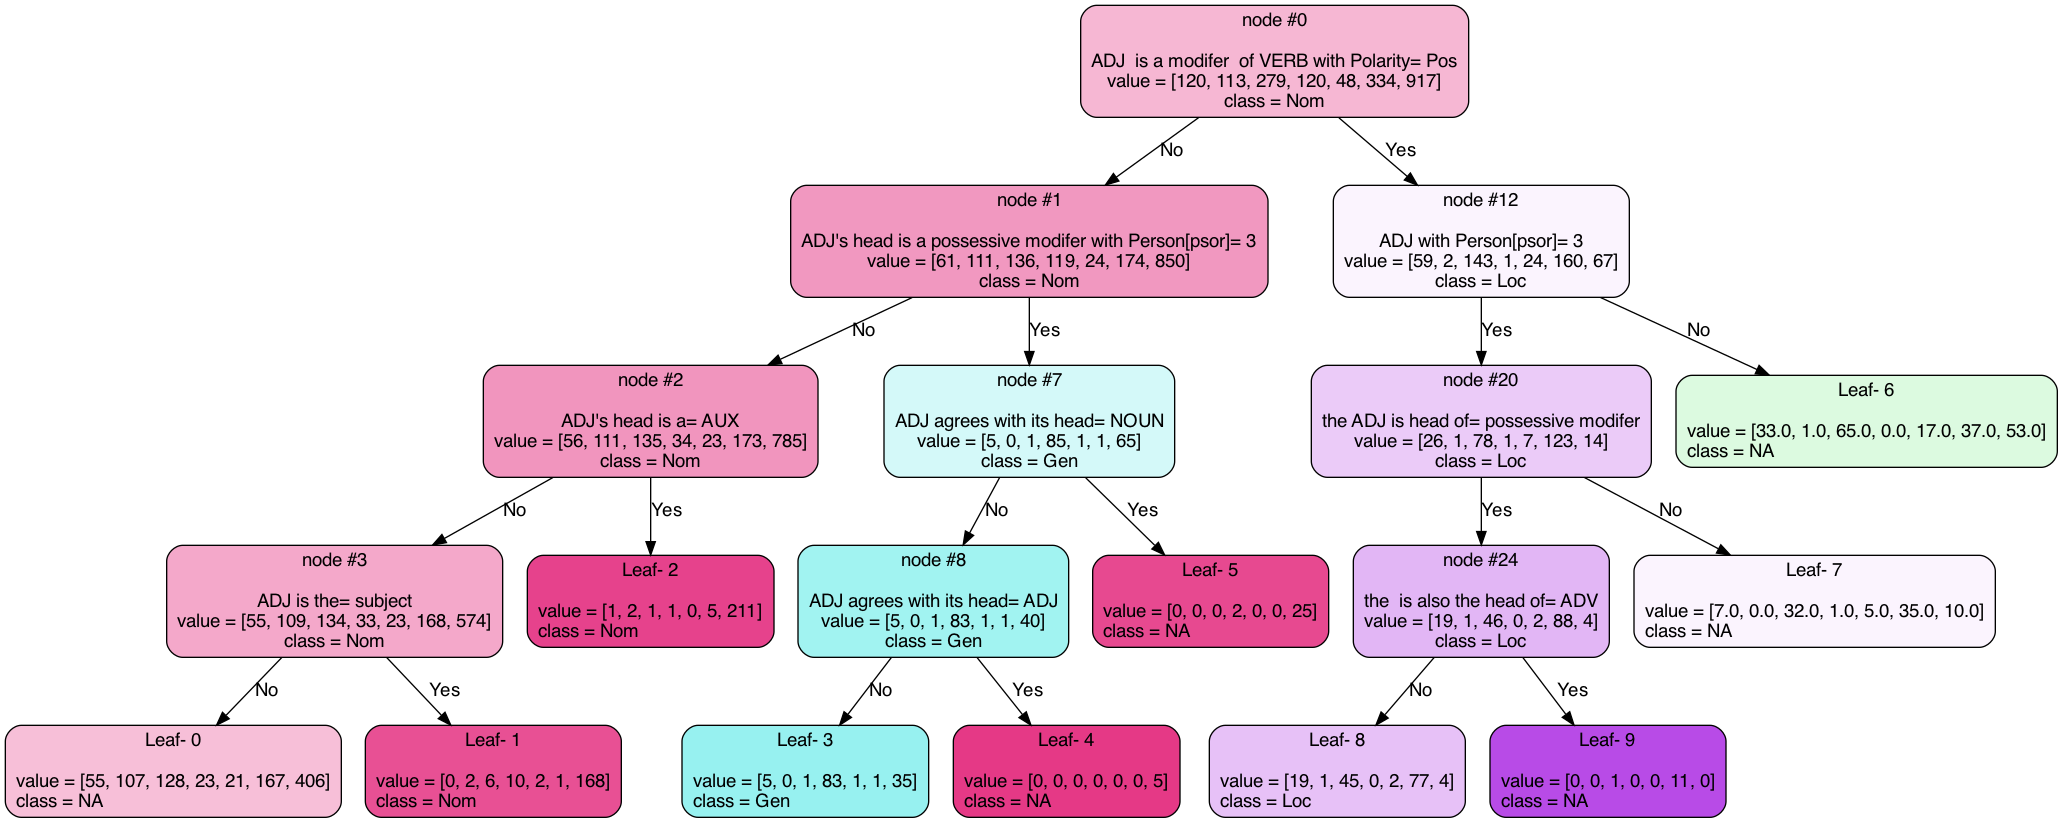 node #0
ADJ  is a modifer  of VERB with Polarity= Pos
value = [120, 113, 279, 120, 48, 334, 917]
class = Nom
No
Yes
node #1
ADJ's head is a possessive modifer with Person[psor]= 3
value = [61, 111, 136, 119, 24, 174, 850]
class = Nom
node #12
ADJ with Person[psor]= 3
value = [59, 2, 143, 1, 24, 160, 67]
class = Loc
No
Yes
Yes
No
node #2
ADJ's head is a= AUX
value = [56, 111, 135, 34, 23, 173, 785]
class = Nom
node #7
ADJ agrees with its head= NOUN
value = [5, 0, 1, 85, 1, 1, 65]
class = Gen
node #20
the ADJ is head of= possessive modifer
value = [26, 1, 78, 1, 7, 123, 14]
class = Loc
Leaf- 6
value = [33.0, 1.0, 65.0, 0.0, 17.0, 37.0, 53.0]
class = NA
No
Yes
No
Yes
Yes
No
node #3
ADJ is the= subject
value = [55, 109, 134, 33, 23, 168, 574]
class = Nom
Leaf- 2
value = [1, 2, 1, 1, 0, 5, 211]
class = Nom
node #8
ADJ agrees with its head= ADJ
value = [5, 0, 1, 83, 1, 1, 40]
class = Gen
Leaf- 5
value = [0, 0, 0, 2, 0, 0, 25]
class = NA
node #24
the  is also the head of= ADV
value = [19, 1, 46, 0, 2, 88, 4]
class = Loc
Leaf- 7
value = [7.0, 0.0, 32.0, 1.0, 5.0, 35.0, 10.0]
class = NA
No
Yes
No
Yes
No
Yes
Leaf- 0
value = [55, 107, 128, 23, 21, 167, 406]
class = NA
Leaf- 1
value = [0, 2, 6, 10, 2, 1, 168]
class = Nom
Leaf- 3
value = [5, 0, 1, 83, 1, 1, 35]
class = Gen
Leaf- 4
value = [0, 0, 0, 0, 0, 0, 5]
class = NA
Leaf- 8
value = [19, 1, 45, 0, 2, 77, 4]
class = Loc
Leaf- 9
value = [0, 0, 1, 0, 0, 11, 0]
class = NA